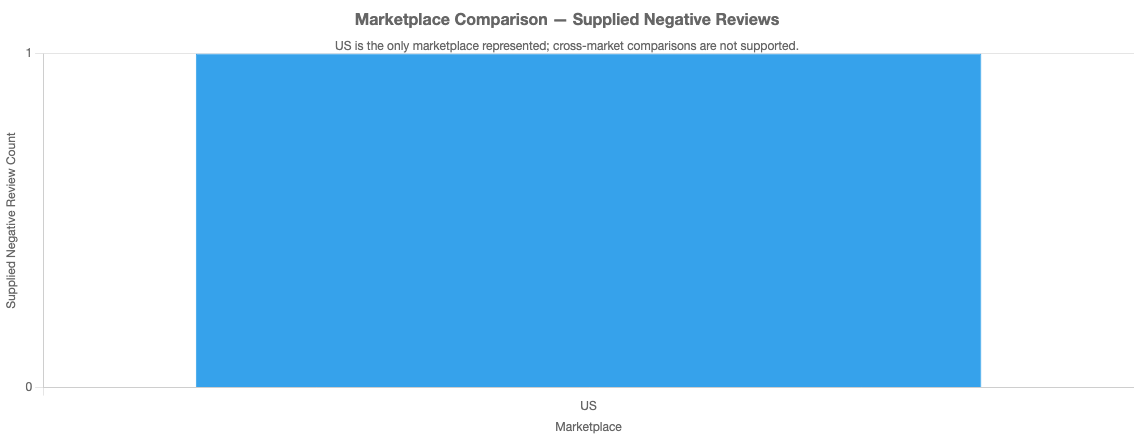 Marketplace Comparison — Supplied Negative Reviews
US is the only marketplace represented; cross-market comparisons are not supported.
1
Supplied Negative Review Count
0
US
Marketplace